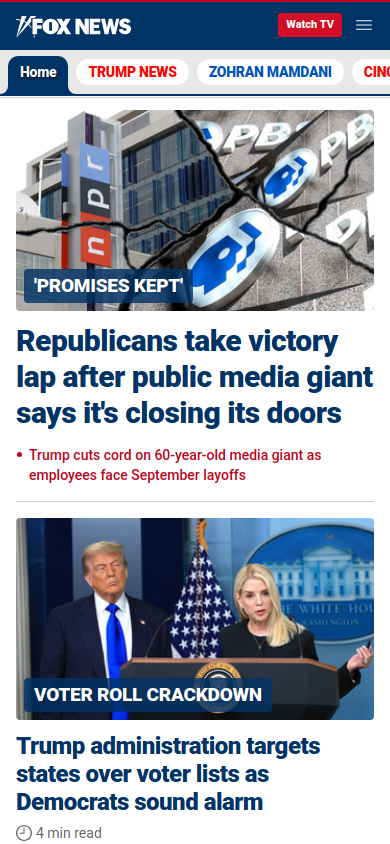 FOX NEWS
Watch TV
Home
TRUMP NEWS
ZOHRAN MAMDANI
CINC
npr
PBS
PB
'PROMISES KEPT'
Republicans take victory
lap after public media giant
says it's closing its doors
Trump cuts cord on 60-year-old media giant as
employees face September layoffs
THE WHITE HOU
WASHINGTON
VOTER ROLL CRACKDOWN
Trump administration targets
states over voter lists as
Democrats sound alarm
4 min read